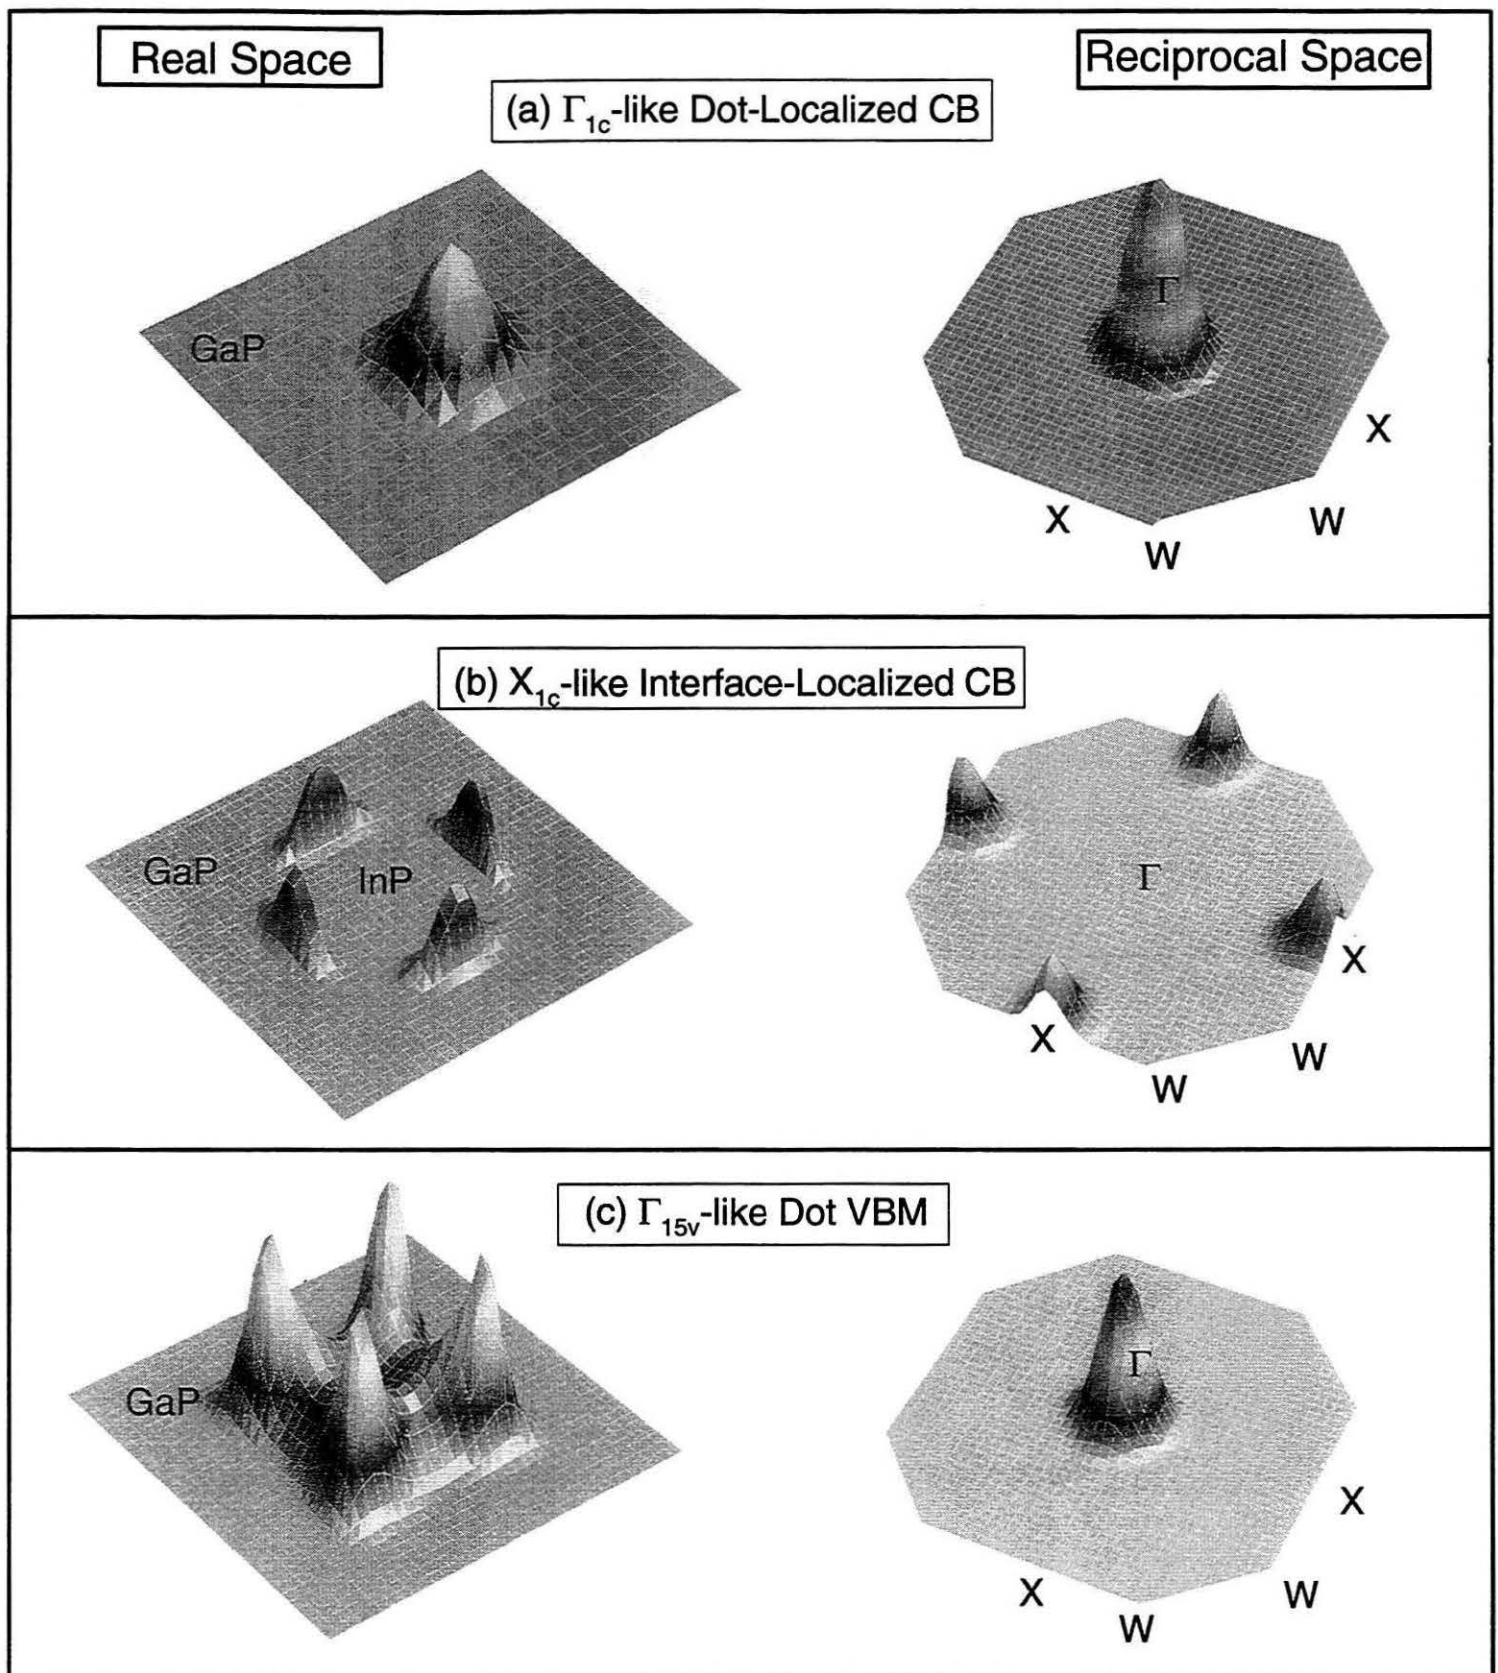 Real Space
Reciprocal Space
(a) Γ1c-like Dot-Localized CB
GaP
Γ
X
X
W
W
(b) X1c-like Interface-Localized CB
GaP
InP
Γ
X
X
W
W
(c) Γ15v-like Dot VBM
GaP
Γ
X
X
W
W